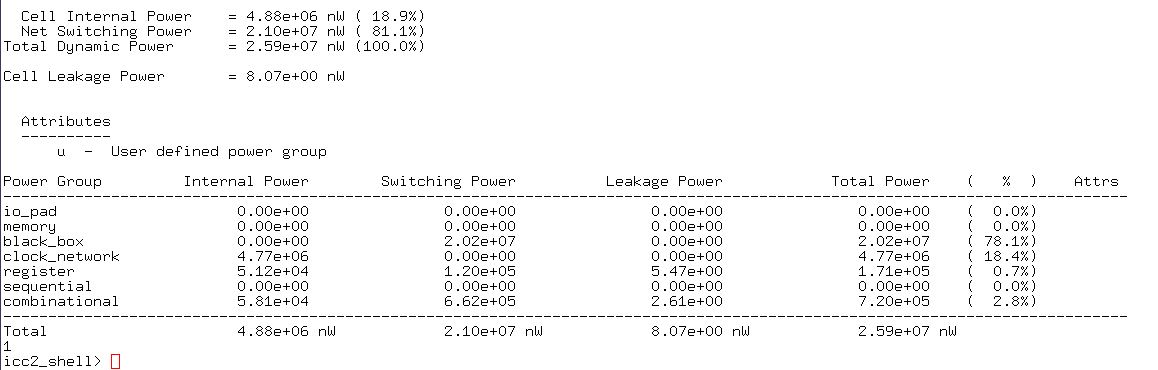 Cell Internal Power = 4.88e+06 nW ( 18.9%)
Net Switching Power = 2.10e+07 nW ( 81.1%)
Total Dynamic Power = 2.59e+07 nW (100.0%)
Cell Leakage Power = 8.07e+00 nW
Attributes
----------
u - User defined power group
Power Group Internal Power Switching Power Leakage Power Total Power ( % ) Attrs
--------------------------------------------------------------------------------
io_pad 0.00e+00 0.00e+00 0.00e+00 0.00e+00 ( 0.0%)
memory 0.00e+00 0.00e+00 0.00e+00 0.00e+00 ( 0.0%)
black_box 0.00e+00 2.02e+07 0.00e+00 2.02e+07 ( 78.1%)
clock_network 4.77e+06 0.00e+00 0.00e+00 4.77e+06 ( 18.4%)
register 5.12e+04 1.20e+05 5.47e+00 1.71e+05 ( 0.7%)
sequential 0.00e+00 0.00e+00 0.00e+00 0.00e+00 ( 0.0%)
combinational 5.81e+04 6.62e+05 2.61e+00 7.20e+05 ( 2.8%)
--------------------------------------------------------------------------------
Total 4.88e+06 nW 2.10e+07 nW 8.07e+00 nW 2.59e+07 nW
1
icc2_shell>